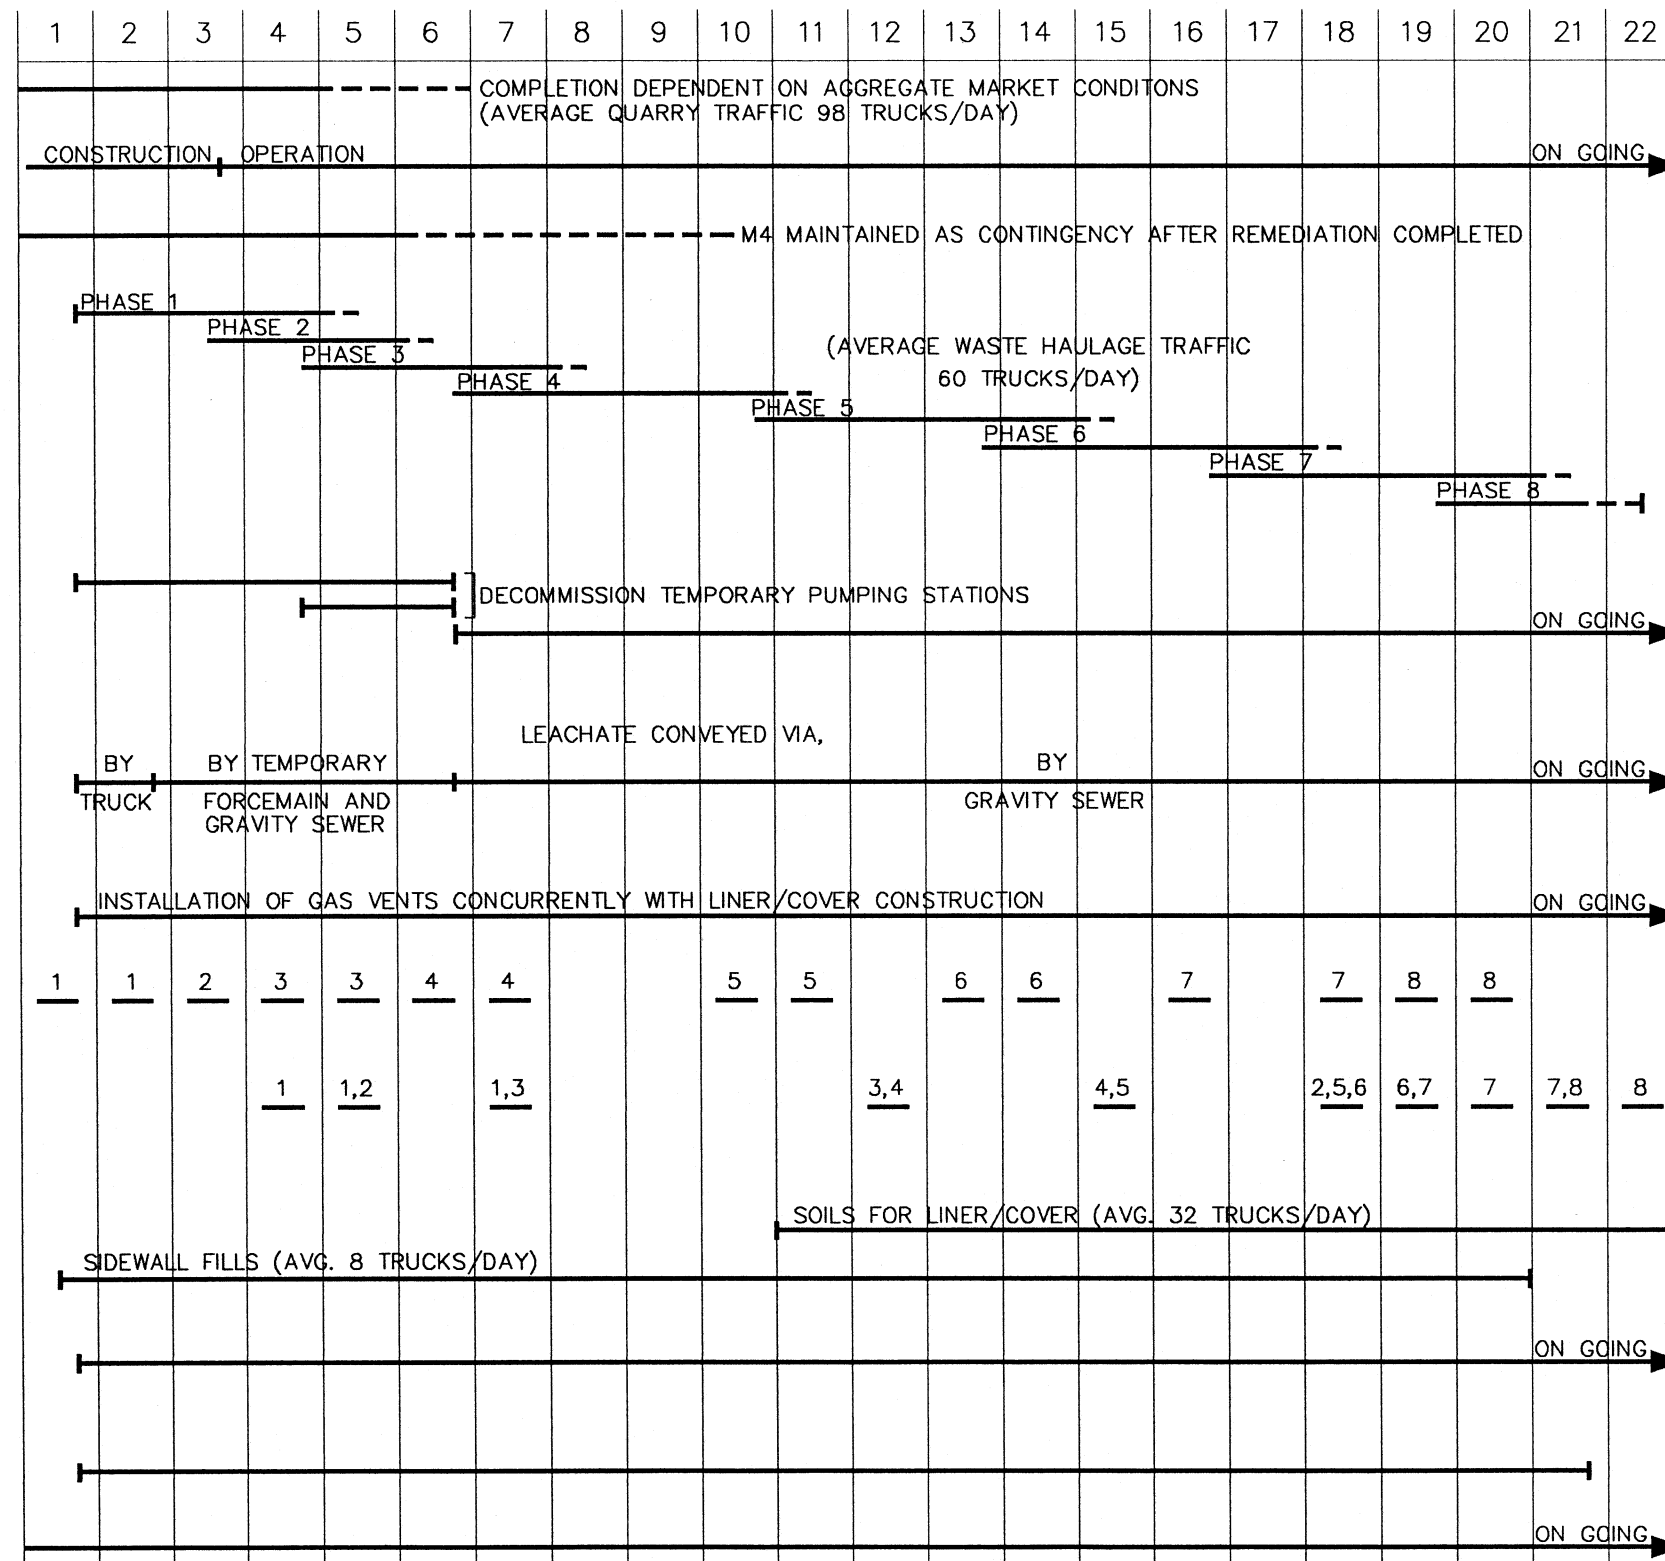 1 2 3 4 5 6 7 8 9 10 11 12 13 14 15 16 17 18 19 20 21 22
COMPLETION DEPENDENT ON AGGREGATE MARKET CONDITONS
(AVERAGE QUARRY TRAFFIC 98 TRUCKS/DAY)
CONSTRUCTION OPERATION ON GOING
M4 MAINTAINED AS CONTINGENCY AFTER REMEDIATION COMPLETED
PHASE 1
PHASE 2
PHASE 3
(AVERAGE WASTE HAULAGE TRAFFIC
60 TRUCKS/DAY)
PHASE 4
PHASE 5
PHASE 6
PHASE 7
PHASE 8
DECOMMISSION TEMPORARY PUMPING STATIONS
ON GOING
LEACHATE CONVEYED VIA,
BY BY TEMPORARY BY ON GOING
TRUCK FORCEMAIN AND GRAVITY SEWER
GRAVITY SEWER
INSTALLATION OF GAS VENTS CONCURRENTLY WITH LINER/COVER CONSTRUCTION ON GOING
1 1 2 3 3 4 4 5 5 6 6 7 7 8 8
1 1,2 1,3 3,4 4,5 2,5,6 6,7 7 7,8 8
SOILS FOR LINER/COVER (AVG. 32 TRUCKS/DAY)
SIDEWALL FILLS (AVG. 8 TRUCKS/DAY)
ON GOING
ON GOING